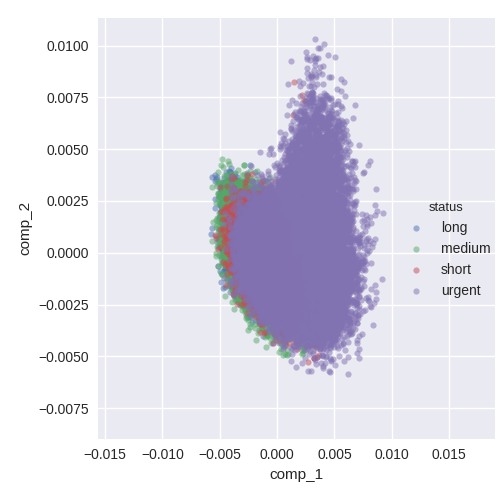 0.0100
0.0075
0.0050
0.0025
0.0000
−0.0025
−0.0050
−0.0075
comp_2
status
long
medium
short
urgent
−0.015 −0.010 −0.005 0.000 0.005 0.010 0.015
comp_1